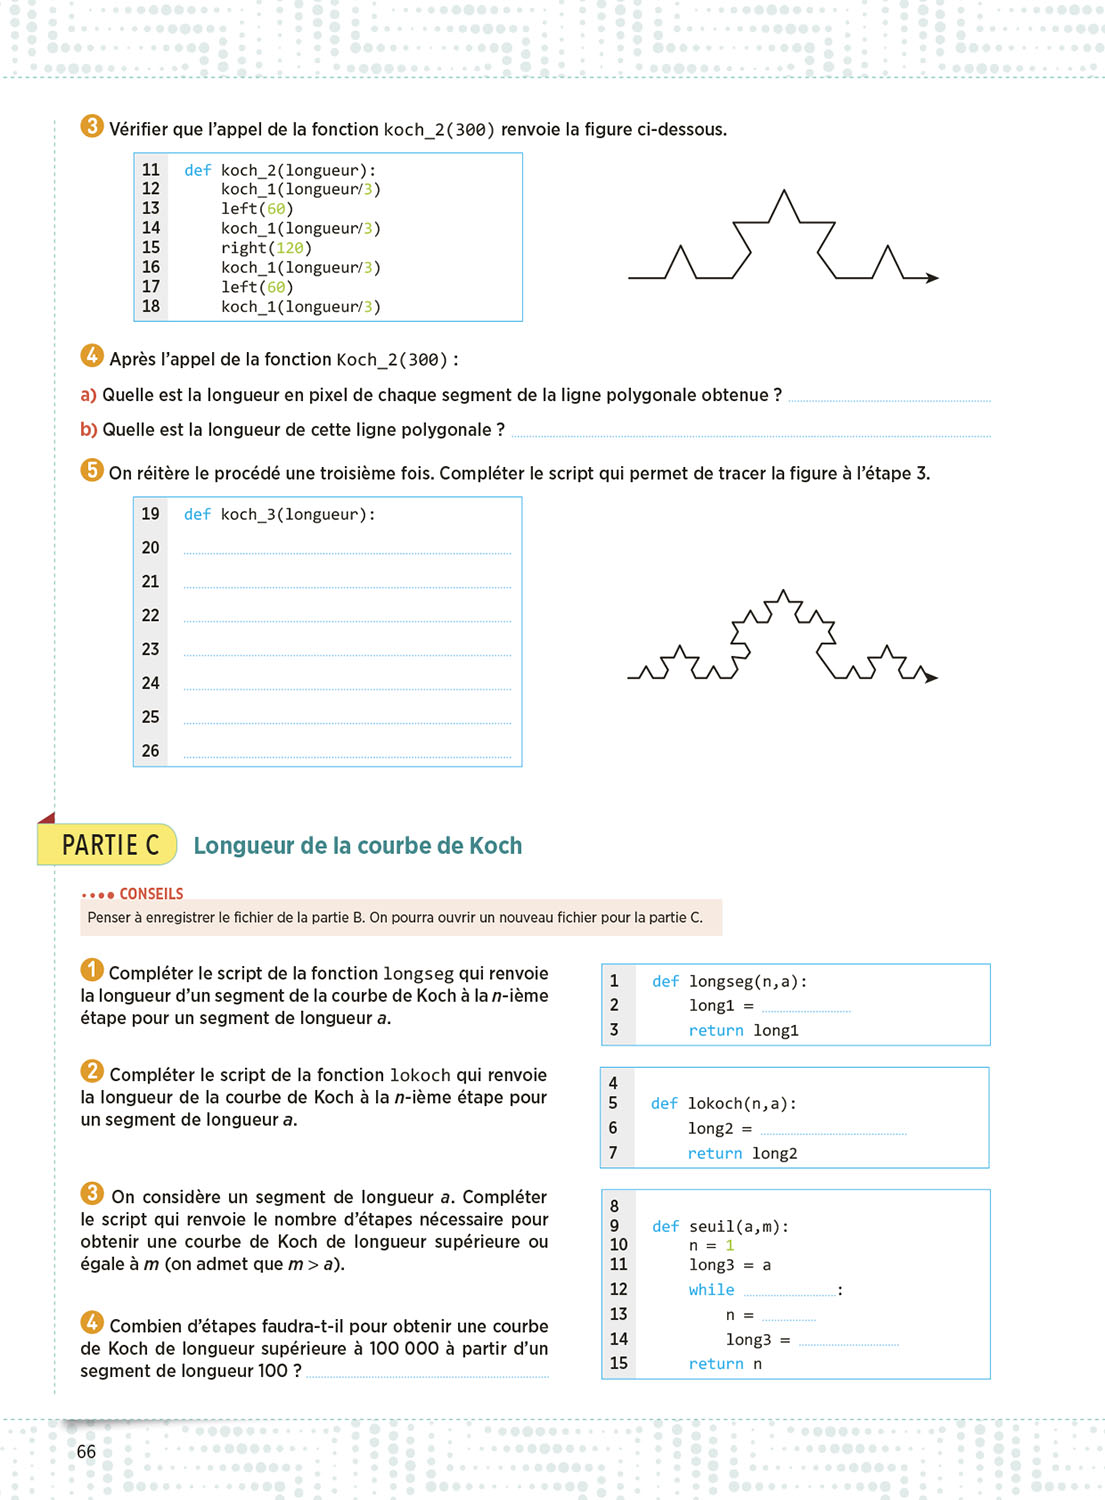 3 Vérifier que l'appel de la fonction koch_2(300) renvoie la figure ci-dessous.
11 def koch_2(longueur):
12 koch_1(longueur/3)
13 left(60)
14 koch_1(longueur/3)
15 right(120)
16 koch_1(longueur/3)
17 left(60)
18 koch_1(longueur/3)
4 Après l'appel de la fonction Koch_2(300) :
a) Quelle est la longueur en pixel de chaque segment de la ligne polygonale obtenue ?
b) Quelle est la longueur de cette ligne polygonale ?
5 On réitère le procédé une troisième fois. Compléter le script qui permet de tracer la figure à l'étape 3.
19 def koch_3(longueur):
20
21
22
23
24
25
26
PARTIE C Longueur de la courbe de Koch
CONSEILS
Penser à enregistrer le fichier de la partie B. On pourra ouvrir un nouveau fichier pour la partie C.
1 Compléter le script de la fonction longseg qui renvoie
la longueur d'un segment de la courbe de Koch à la n-ième
étape pour un segment de longueur a.
1 def longseg(n,a):
2 long1 =
3 return long1
2 Compléter le script de la fonction lokoch qui renvoie
la longueur de la courbe de Koch à la n-ième étape pour
un segment de longueur a.
4
5 def lokoch(n,a):
6 long2 =
7 return long2
3 On considère un segment de longueur a. Compléter
le script qui renvoie le nombre d'étapes nécessaire pour
obtenir une courbe de Koch de longueur supérieure ou
égale à m (on admet que m > a).
4 Combien d'étapes faudra-t-il pour obtenir une courbe
de Koch de longueur supérieure à 100 000 à partir d'un
segment de longueur 100 ?
8
9 def seuil(a,m):
10 n = 1
11 long3 = a
12 while :
13 n =
14 long3 =
15 return n
66